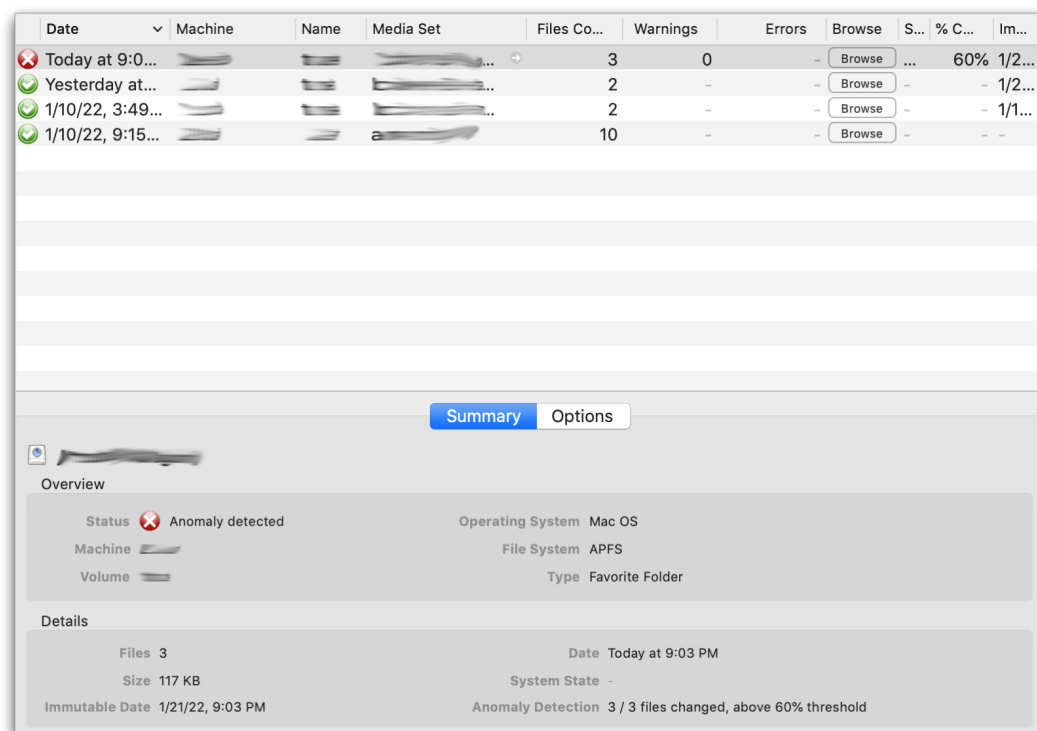 Date Machine Name Media Set Files Co... Warnings Errors Browse S... % C... Im...
Today at 9:0... ... 3 0 - Browse ... 60% 1/2...
Yesterday at... ... 2 - - Browse - - 1/2...
1/10/22, 3:49... ... 2 - - Browse - - 1/1...
1/10/22, 9:15... a 10 - - Browse - - -
Summary Options
Overview
Status Anomaly detected Operating System Mac OS
Machine File System APFS
Volume Type Favorite Folder
Details
Files 3 Date Today at 9:03 PM
Size 117 KB System State -
Immutable Date 1/21/22, 9:03 PM Anomaly Detection 3 / 3 files changed, above 60% threshold